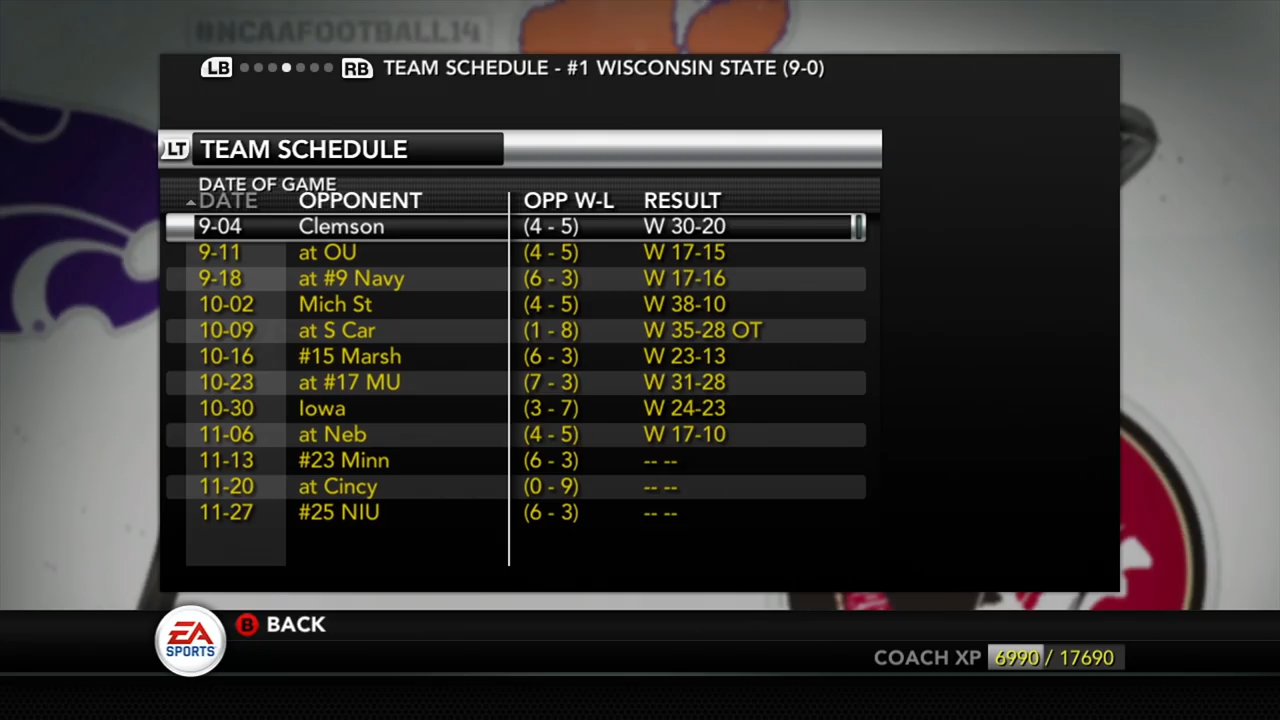 #NCAAFOOTBALL14
LB RB TEAM SCHEDULE - #1 WISCONSIN STATE (9-0)
LT TEAM SCHEDULE
DATE OF GAME
DATE OPPONENT OPP W-L RESULT
9-04 Clemson (4 - 5) W 30-20
9-11 at OU (4 - 5) W 17-15
9-18 at #9 Navy (6 - 3) W 17-16
10-02 Mich St (4 - 5) W 38-10
10-09 at S Car (1 - 8) W 35-28 OT
10-16 #15 Marsh (6 - 3) W 23-13
10-23 at #17 MU (7 - 3) W 31-28
10-30 Iowa (3 - 7) W 24-23
11-06 at Neb (4 - 5) W 17-10
11-13 #23 Minn (6 - 3) -- --
11-20 at Cincy (0 - 9) -- --
11-27 #25 NIU (6 - 3) -- --
EA SPORTS
B BACK
COACH XP 6990 / 17690